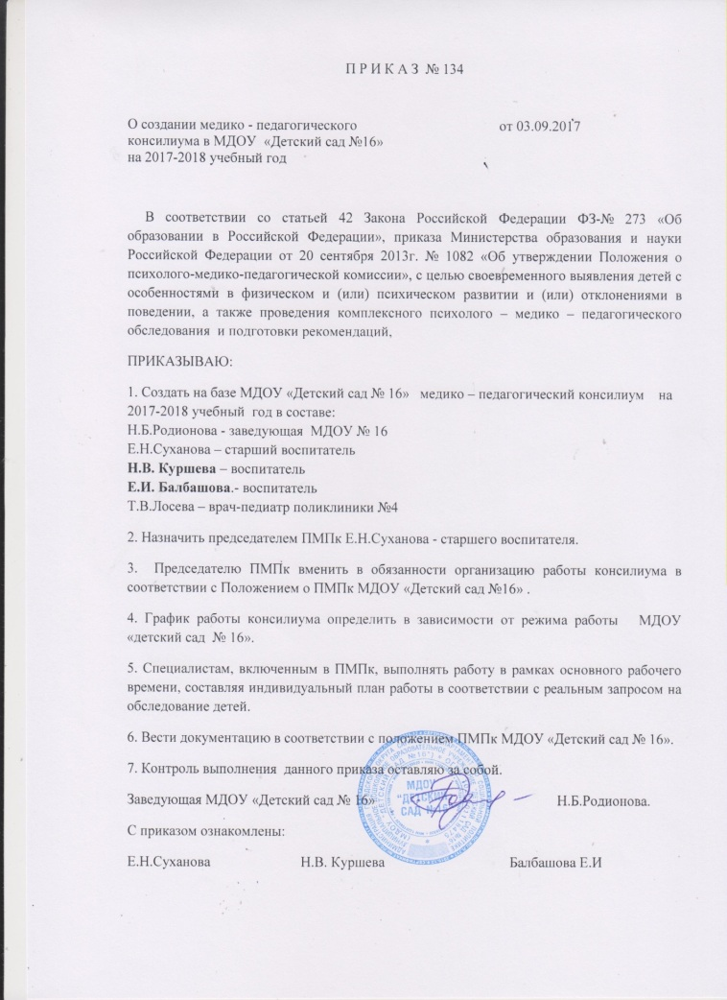 П Р И К А З № 134
О создании медико - педагогического от 03.09.2017
консилиума в МДОУ «Детский сад №16»
на 2017-2018 учебный год
В соответствии со статьей 42 Закона Российской Федерации ФЗ-№ 273 «Об
образовании в Российской Федерации», приказа Министерства образования и науки
Российской Федерации от 20 сентября 2013г. № 1082 «Об утверждении Положения о
психолого-медико-педагогической комиссии», с целью своевременного выявления детей с
особенностями в физическом и (или) психическом развитии и (или) отклонениями в
поведении, а также проведения комплексного психолого – медико – педагогического
обследования и подготовки рекомендаций,
ПРИКАЗЫВАЮ:
1. Создать на базе МДОУ «Детский сад № 16» медико – педагогический консилиум на
2017-2018 учебный год в составе:
Н.Б.Родионова - заведующая МДОУ № 16
Е.Н.Суханова – старший воспитатель
Н.В. Куршева – воспитатель
Е.И. Балбашова.- воспитатель
Т.В.Лосева – врач-педиатр поликлиники №4
2. Назначить председателем ПМПк Е.Н.Суханова - старшего воспитателя.
3. Председателю ПМПк вменить в обязанности организацию работы консилиума в
соответствии с Положением о ПМПк МДОУ «Детский сад №16» .
4. График работы консилиума определить в зависимости от режима работы МДОУ
«детский сад № 16».
5. Специалистам, включенным в ПМПк, выполнять работу в рамках основного рабочего
времени, составляя индивидуальный план работы в соответствии с реальным запросом на
обследование детей.
6. Вести документацию в соответствии с положением ПМПк МДОУ «Детский сад № 16».
7. Контроль выполнения данного приказа оставляю за собой.
МДОУ
"ДЕТСКИЙ
САД
Заведующая МДОУ «Детский сад № 16» Н.Б.Родионова.
С приказом ознакомлены:
Е.Н.Суханова Н.В. Куршева Балбашова Е.И